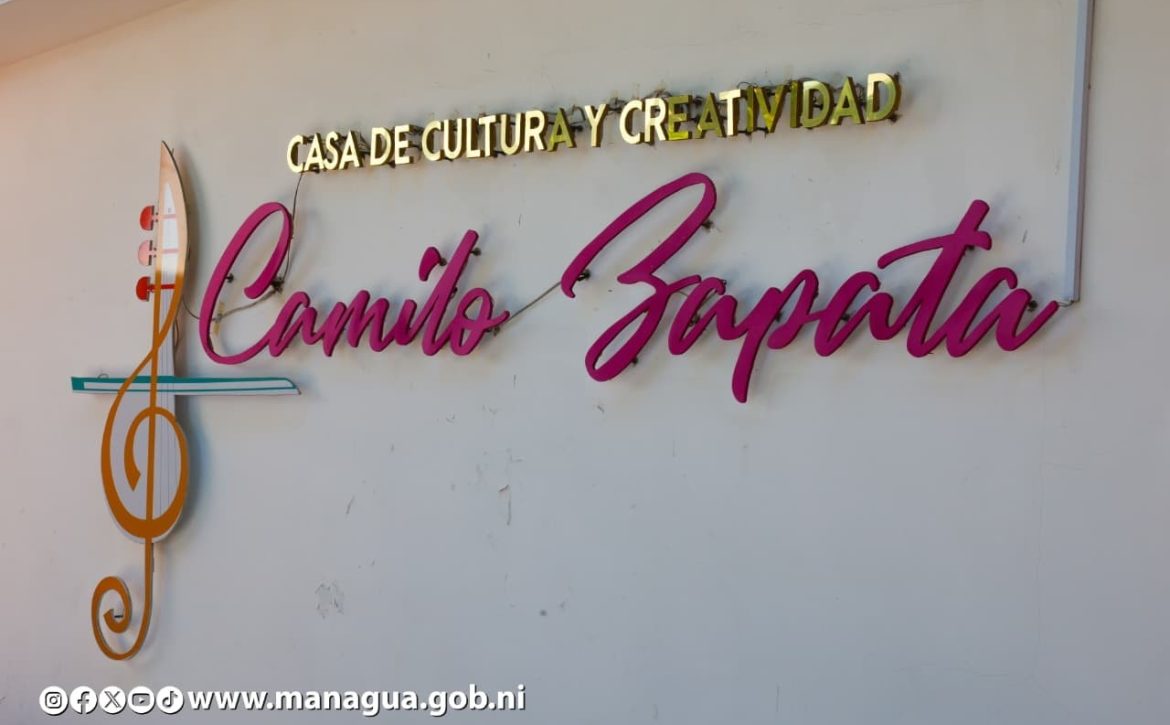 CASA DE CULTURA Y CREATIVIDAD
Camilo Zapata
www.managua.gob.ni